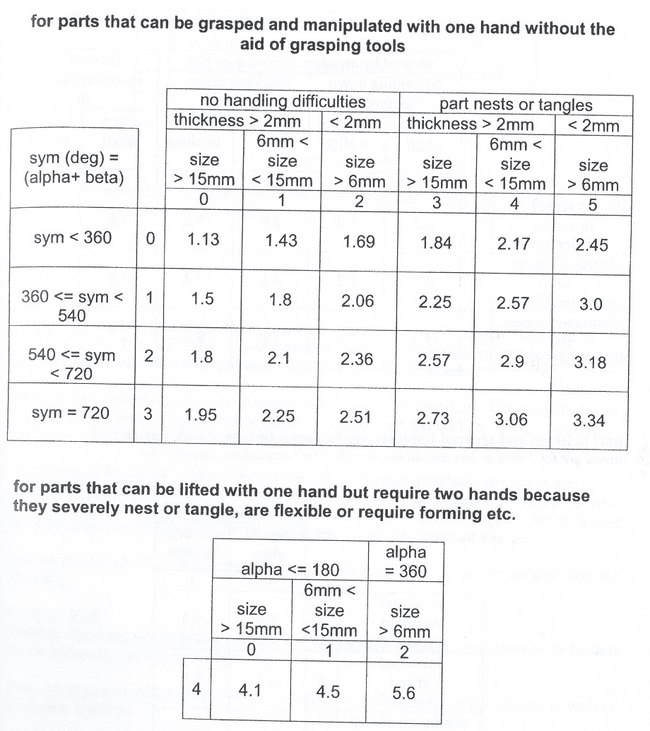 for parts that can be grasped and manipulated with one hand without the
aid of grasping tools
no handling difficulties part nests or tangles
thickness > 2mm < 2mm thickness > 2mm < 2mm
sym (deg) =
(alpha+ beta)
size
> 15mm
6mm <
size
< 15mm
size
> 6mm
size
> 15mm
6mm <
size
< 15mm
size
> 6mm
0 1 2 3 4 5
sym < 360 0 1.13 1.43 1.69 1.84 2.17 2.45
360 <= sym <
540
1 1.5 1.8 2.06 2.25 2.57 3.0
540 <= sym
< 720
2 1.8 2.1 2.36 2.57 2.9 3.18
sym = 720 3 1.95 2.25 2.51 2.73 3.06 3.34
for parts that can be lifted with one hand but require two hands because
they severely nest or tangle, are flexible or require forming etc.
alpha <= 180
alpha
= 360
size
> 15mm
6mm <
size
<15mm
size
> 6mm
0 1 2
4 4.1 4.5 5.6